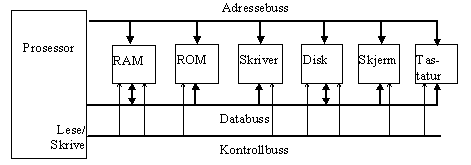 Adressebuss
Prosessor
RAM
ROM
Skriver
Disk
Skjerm
Tas-
tatur
Databuss
Lese/
Skrive
Kontrollbuss